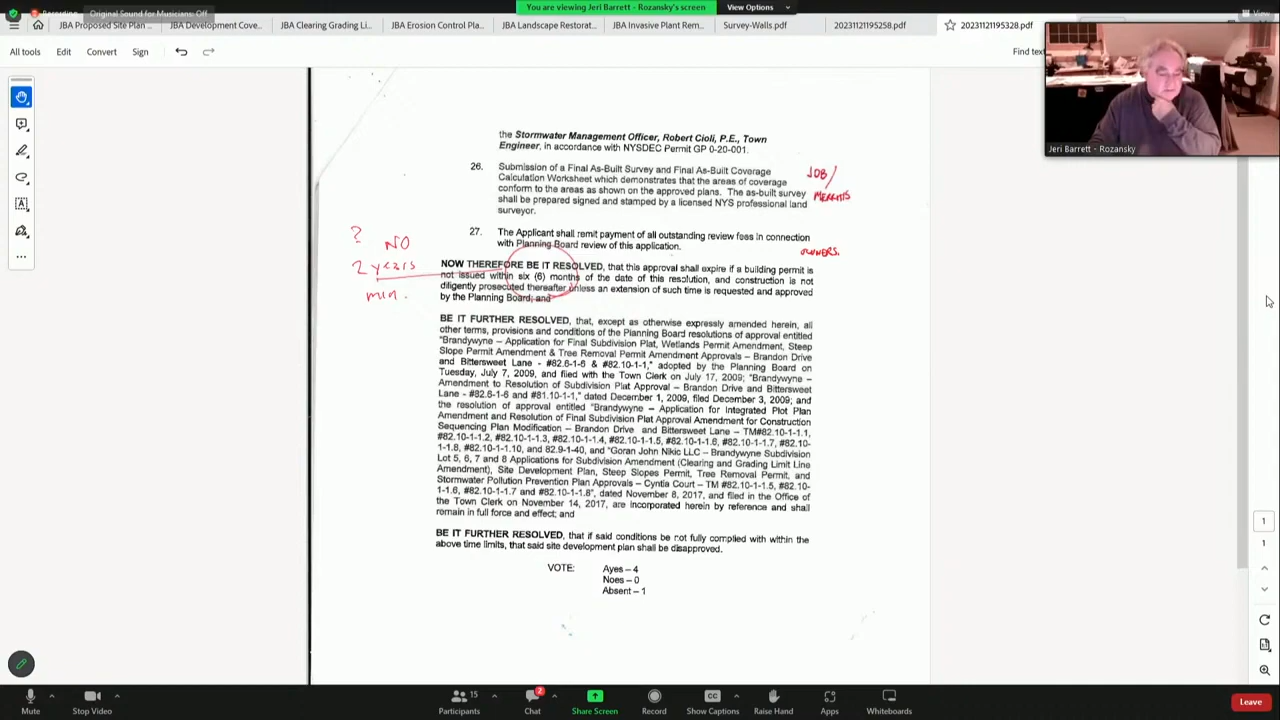 Recording
Original Sound for Musicians: Off
You are viewing Jeri Barrett - Rozansky's screen
View Options
View
JBA Proposed Site Plan ...
JBA Development Cove...
JBA Clearing Grading Li...
JBA Erosion Control Pla...
JBA Landscape Restorat...
JBA Invasive Plant Rem...
Survey-Walls.pdf
20231121195258.pdf
20231121195328.pdf
All tools
Edit
Convert
Sign
Find text
Jeri Barrett - Rozansky
the Stormwater Management Officer, Robert Cioli, P.E., Town
Engineer, in accordance with NYSDEC Permit GP 0-20-001.
26. Submission of a Final As-Built Survey and Final As-Built Coverage
Calculation Worksheet which demonstrates that the areas of coverage
conform to the areas as shown on the approved plans. The as-built survey
shall be prepared signed and stamped by a licensed NYS professional land
surveyor.
JOB/
27. The Applicant shall remit payment of all outstanding review fees in connection
with Planning Board review of this application.
OWNERS.
?
NO
2 years
min.
NOW THEREFORE BE IT RESOLVED, that this approval shall expire if a building permit is
not issued within six (6) months of the date of this resolution, and construction is not
diligently prosecuted thereafter unless an extension of such time is requested and approved
by the Planning Board; and
BE IT FURTHER RESOLVED, that, except as otherwise expressly amended herein, all
other terms, provisions and conditions of the Planning Board resolutions of approval entitled
"Brandywyne – Application for Final Subdivision Plat, Wetlands Permit Amendment, Steep
Slope Permit Amendment & Tree Removal Permit Amendment Approvals – Brandon Drive
and Bittersweet Lane - #82.6-1-6 & #82.10-1-1," adopted by the Planning Board on
Tuesday, July 7, 2009, and filed with the Town Clerk on July 17, 2009; "Brandywyne –
Amendment to Resolution of Subdivision Plat Approval – Brandon Drive and Bittersweet
Lane - #82.6-1-6 and #81.10-1-1," dated December 1, 2009, filed December 3, 2009; and
the resolution of approval entitled "Brandywyne – Application for Integrated Plot Plan
Amendment and Resolution of Final Subdivision Plat Approval Amendment for Construction
Sequencing Plan Modification – Brandon Drive and Bittersweet Lane – TM#82.10-1-1.1,
#82.10-1-1.2, #82.10-1-1.3, #82.10-1-1.4, #82.10-1-1.5, #82.10-1-1.6, #82.10-1-1.7, #82.10-
1-1.8, #82.10-1-1.10, and 82.9-1-40, and "Goran John Nikic LLC – Brandywyne Subdivision
Lot 5, 6, 7 and 8 Applications for Subdivision Amendment (Clearing and Grading Limit Line
Amendment), Site Development Plan, Steep Slopes Permit, Tree Removal Permit, and
Stormwater Pollution Prevention Plan Approvals – Cyntia Court – TM #82.10-1-1.5, #82.10-
1-1.6, #82.10-1-1.7 and #82.10-1-1.8", dated November 8, 2017, and filed in the Office of
the Town Clerk on November 14, 2017, are incorporated herein by reference and shall
remain in full force and effect; and
BE IT FURTHER RESOLVED, that if said conditions be not fully complied with within the
above time limits, that said site development plan shall be disapproved.
VOTE: Ayes – 4
Noes – 0
Absent – 1
1
1
Mute
Stop Video
Participants
15
Chat
2
Share Screen
Record
CC
Show Captions
Raise Hand
Apps
Whiteboards
Leave